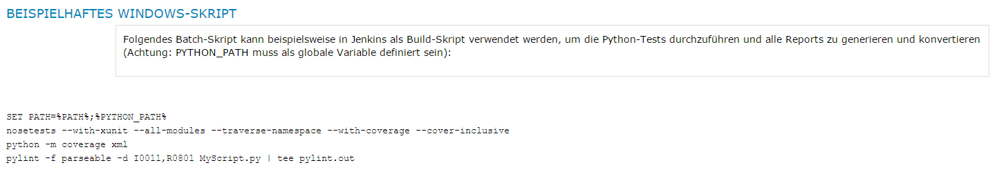 BEISPIELHAFTES WINDOWS-SKRIPT
Folgendes Batch-Skript kann beispielsweise in Jenkins als Build-Skript verwendet werden, um die Python-Tests durchzuführen und alle Reports zu generieren und konvertieren
(Achtung: PYTHON_PATH muss als globale Variable definiert sein):
SET PATH=%PATH%;%PYTHON_PATH%
nosetests --with-xunit --all-modules --traverse-namespace --with-coverage --cover-inclusive
python -m coverage xml
pylint -f parseable -d I0011,R0801 MyScript.py | tee pylint.out